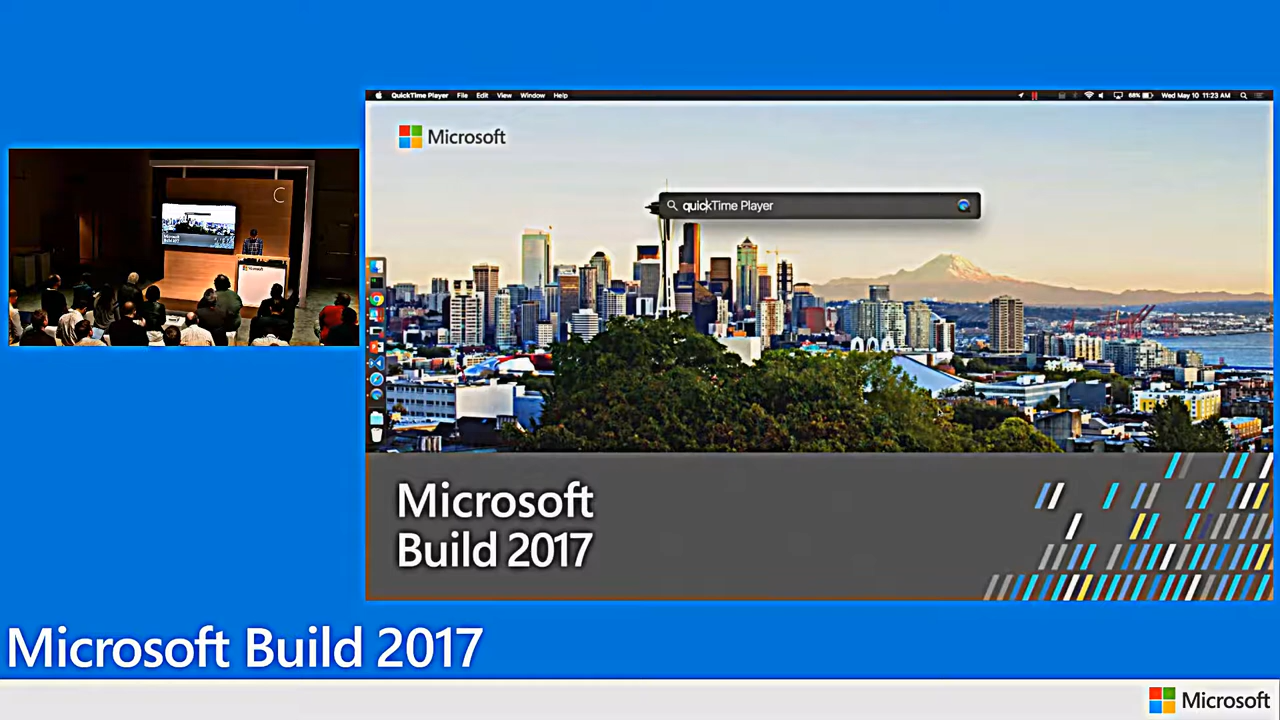 QuickTime Player File Edit View Window Help
68% Wed May 10 11:23 AM
Microsoft
quickTime Player
Microsoft
Build 2017
Microsoft Build 2017
Microsoft